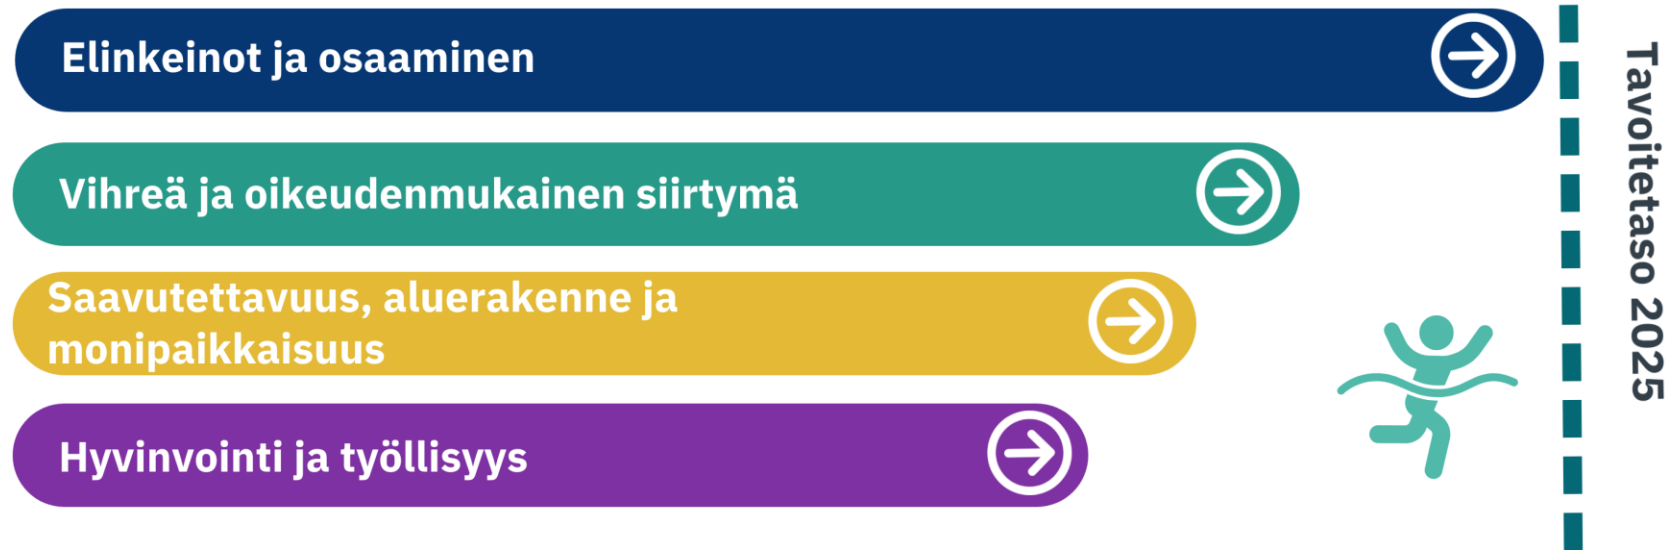 Elinkeinot ja osaaminen
Vihreä ja oikeudenmukainen siirtymä
Saavutettavuus, aluerakenne ja
monipaikkaisuus
Hyvinvointi ja työllisyys
Tavoitetaso 2025